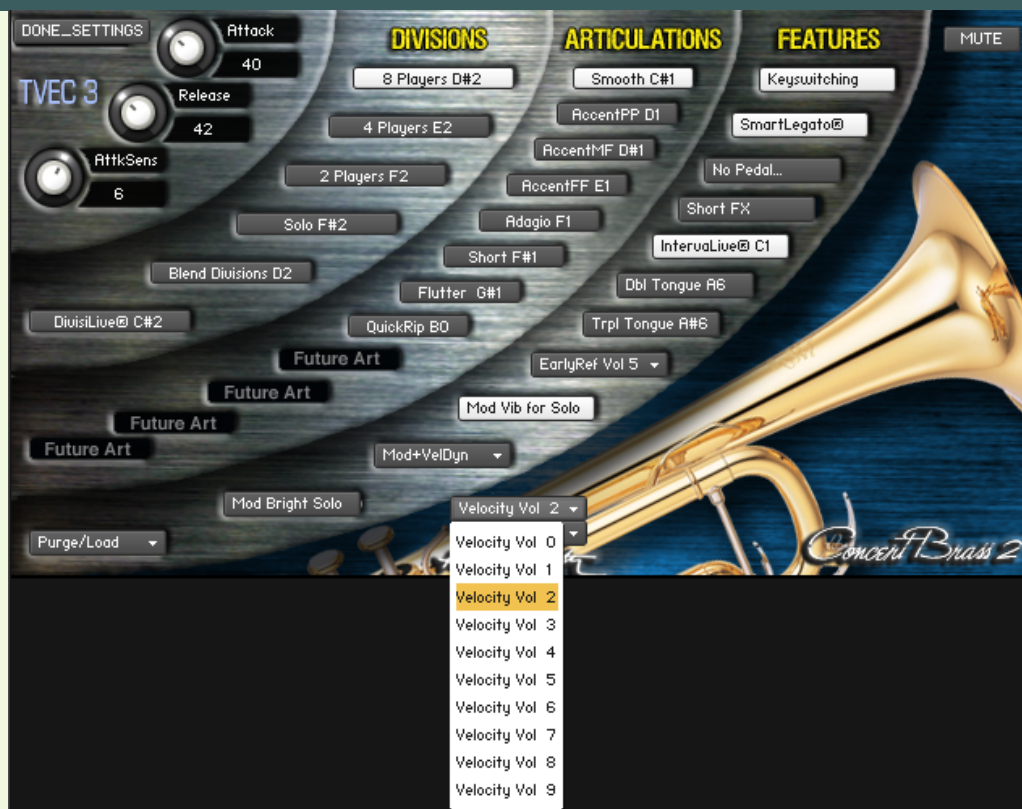 DONE_SETTINGS
Attack
40
TVEC 3
Release
42
AttkSens
6
DIVISIONS
8 Players D#2
4 Players E2
2 Players F2
Solo F#2
Blend Divisions D2
DivisiLive® C#2
ARTICULATIONS
Smooth C#1
AccentPP D1
AccentMF D#1
AccentFF E1
Adagio F1
Short F#1
Flutter G#1
QuickRip B0
Future Art
Future Art
Future Art
Future Art
FEATURES
MUTE
Keyswitching
SmartLegato®
No Pedal...
Short FX
IntervaLive® C1
Dbl Tongue A6
Trpl Tongue A#6
EarlyRef Vol 5
Mod Vib for Solo
Mod+VelDyn
Mod Bright Solo
Purge/Load
Velocity Vol 2
Velocity Vol 0
Velocity Vol 1
Velocity Vol 2
Velocity Vol 3
Velocity Vol 4
Velocity Vol 5
Velocity Vol 6
Velocity Vol 7
Velocity Vol 8
Velocity Vol 9
Concert Brass 2